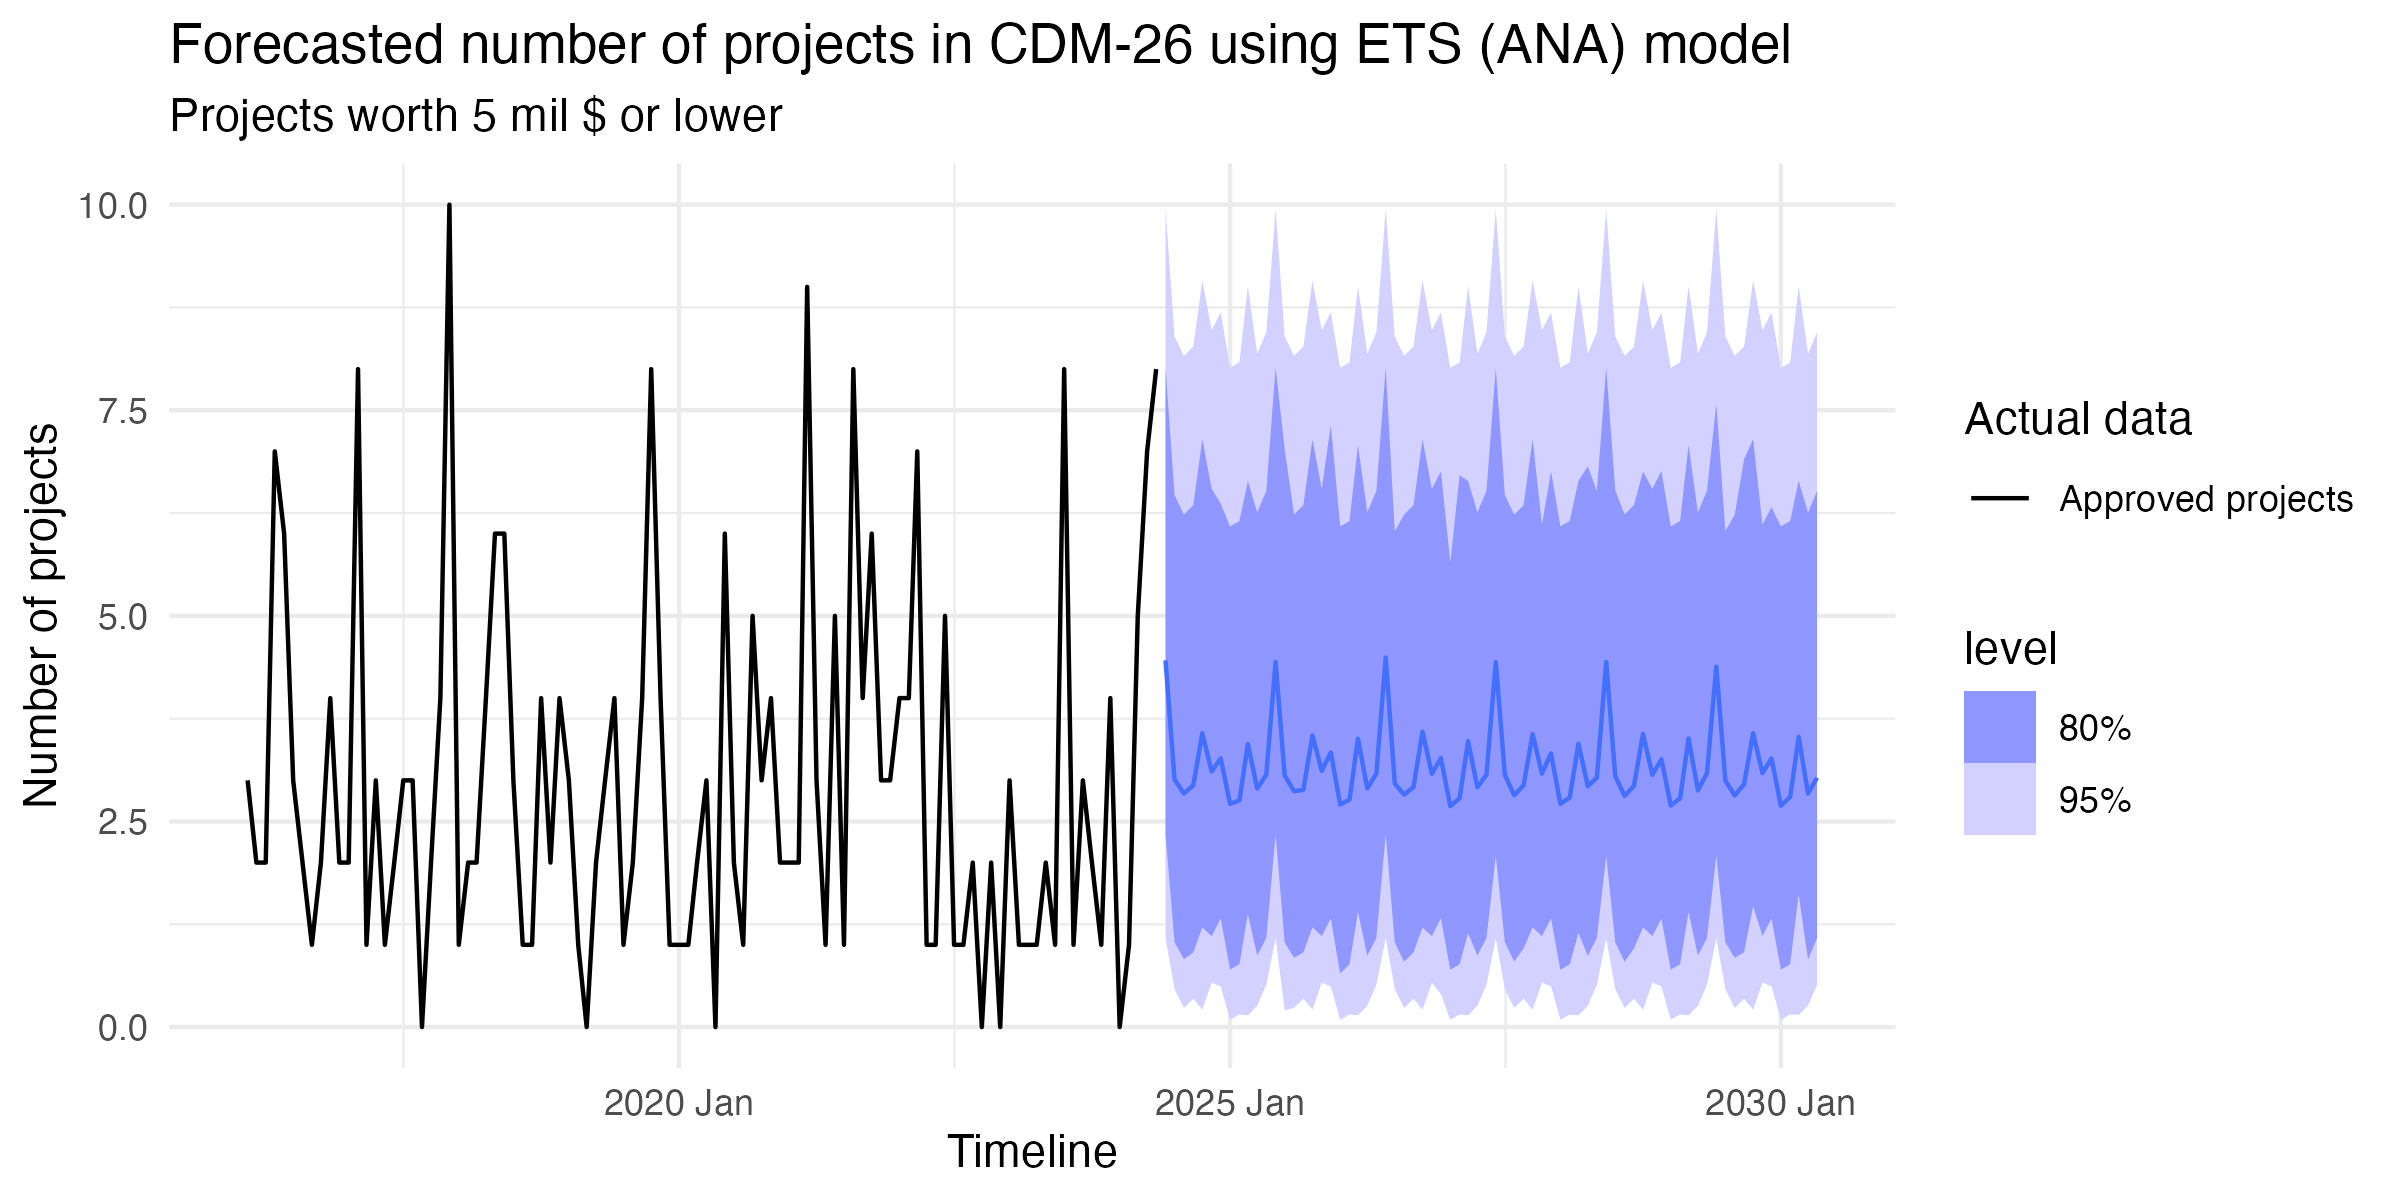 Forecasted number of projects in CDM-26 using ETS (ANA) model
Projects worth 5 mil $ or lower
Number of projects
10.0
7.5
5.0
2.5
0.0
2020 Jan
2025 Jan
2030 Jan
Timeline
Actual data
Approved projects
level
80%
95%